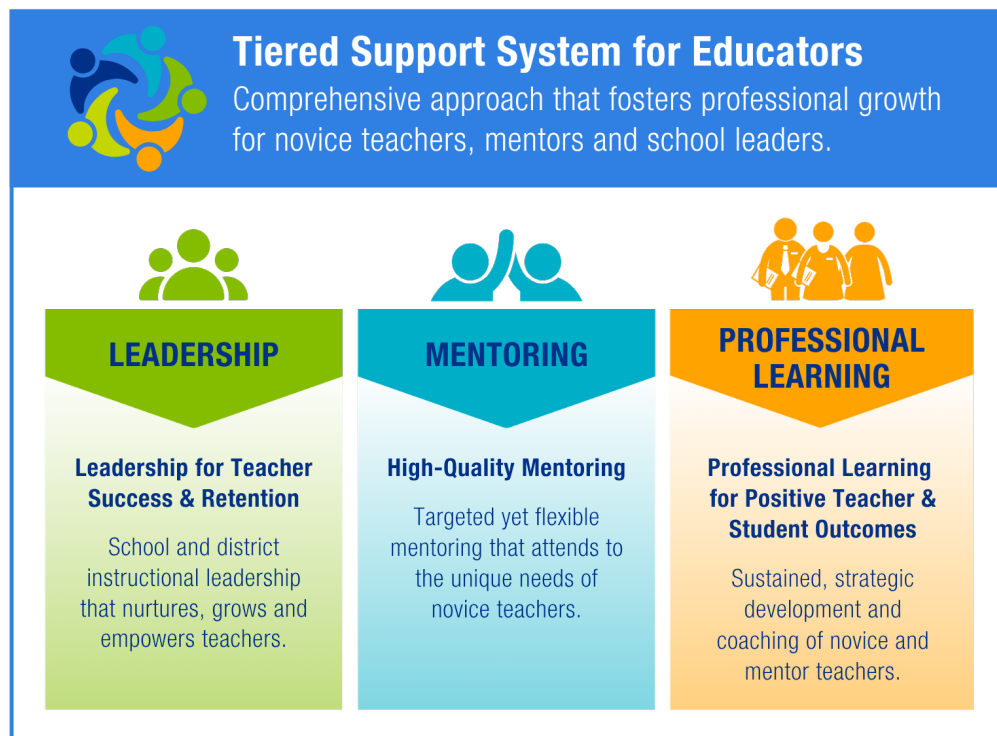 Tiered Support System for Educators
Comprehensive approach that fosters professional growth
for novice teachers, mentors and school leaders.
LEADERSHIP
Leadership for Teacher
Success & Retention
School and district
instructional leadership
that nurtures, grows and
empowers teachers.
MENTORING
High-Quality Mentoring
Targeted yet flexible
mentoring that attends to
the unique needs of
novice teachers.
PROFESSIONAL
LEARNING
Professional Learning
for Positive Teacher &
Student Outcomes
Sustained, strategic
development and
coaching of novice and
mentor teachers.